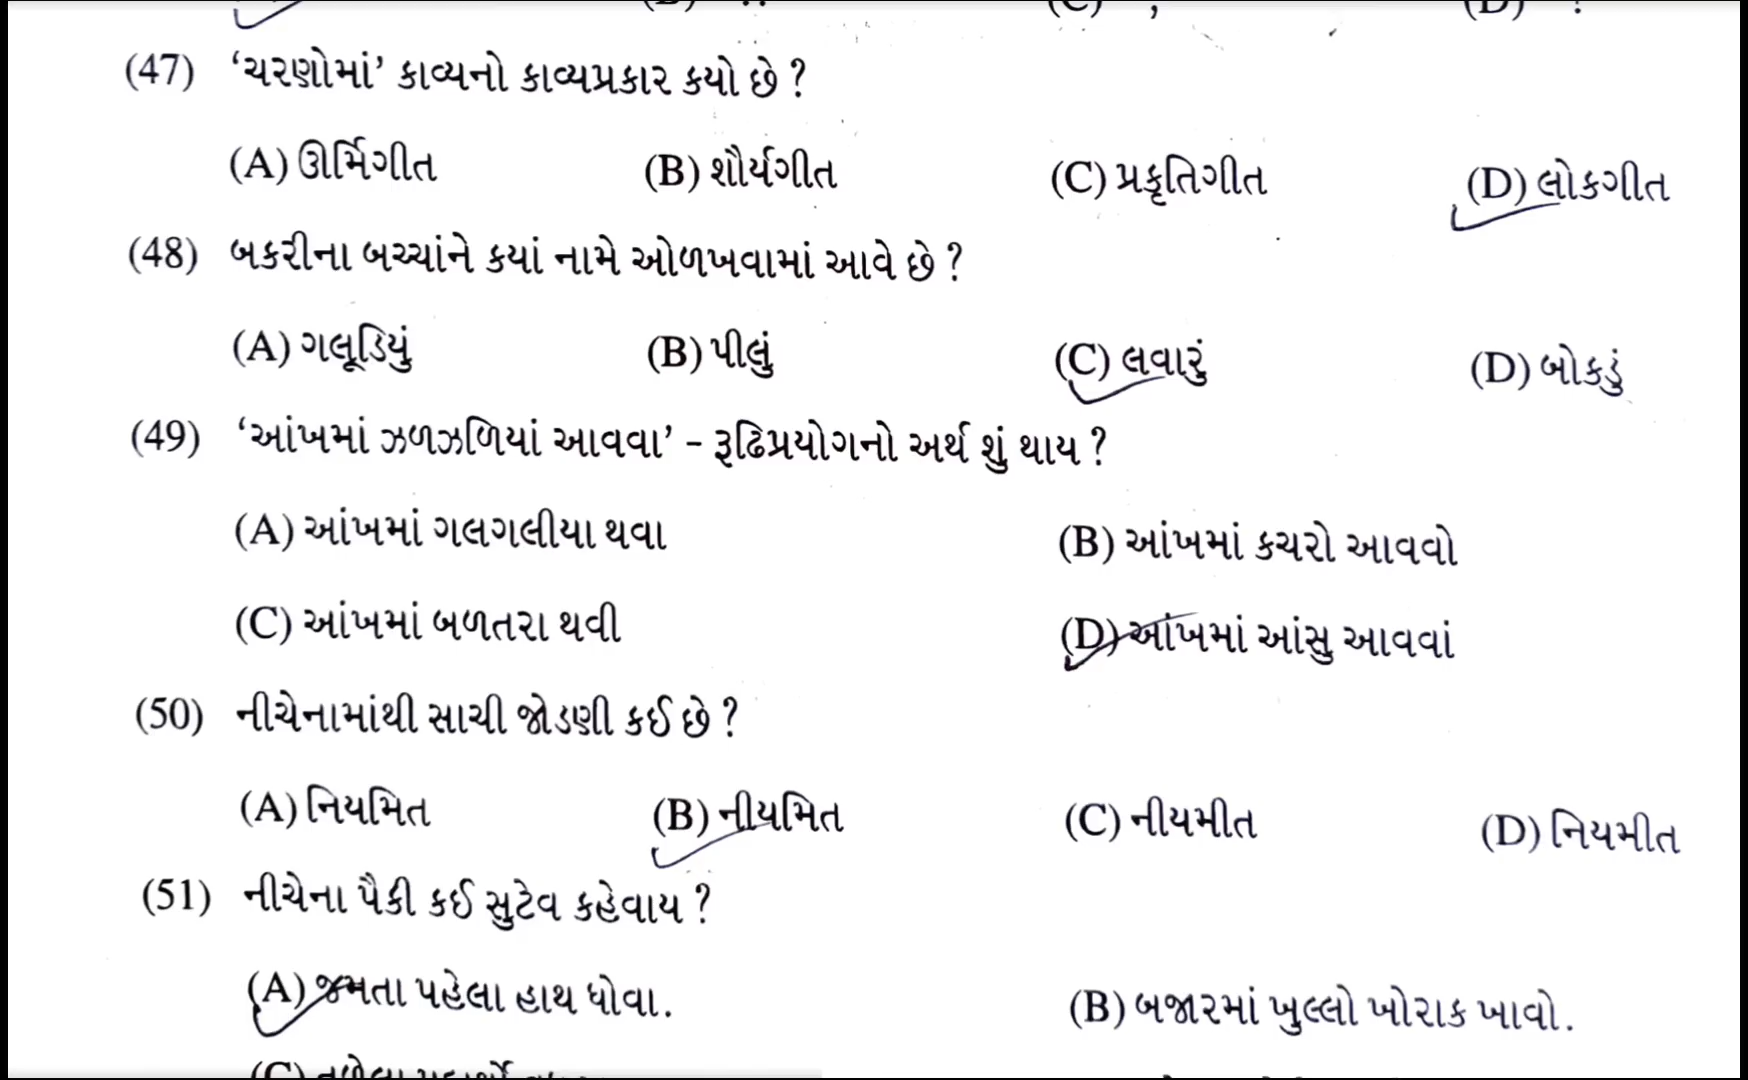 (47) ‘ચરણોમાં’ કાવ્યનો કાવ્યપ્રકાર કયો છે ?
(A) ઊર્મિગીત (B) શૌર્યગીત (C) પ્રકૃતિગીત (D) લોકગીત
(48) બકરીના બચ્ચાંને કયાં નામે ઓળખવામાં આવે છે ?
(A) ગલૂડિયું (B) પીલું (C) લવારું (D) બોકડું
(49) ‘આંખમાં ઝળઝળિયાં આવવા’ – રૂઢિપ્રયોગનો અર્થ શું થાય ?
(A) આંખમાં ગલગલીયા થવા (B) આંખમાં કચરો આવવો
(C) આંખમાં બળતરા થવી (D) આંખમાં આંસુ આવવાં
(50) નીચેનામાંથી સાચી જોડણી કઈ છે ?
(A) નિયમિત (B) નીયમિત (C) નીયમીત (D) નિયમીત
(51) નીચેના પૈકી કઈ સુટેવ કહેવાય ?
(A) જમતા પહેલા હાથ ધોવા. (B) બજારમાં ખુલ્લો ખોરાક ખાવો.